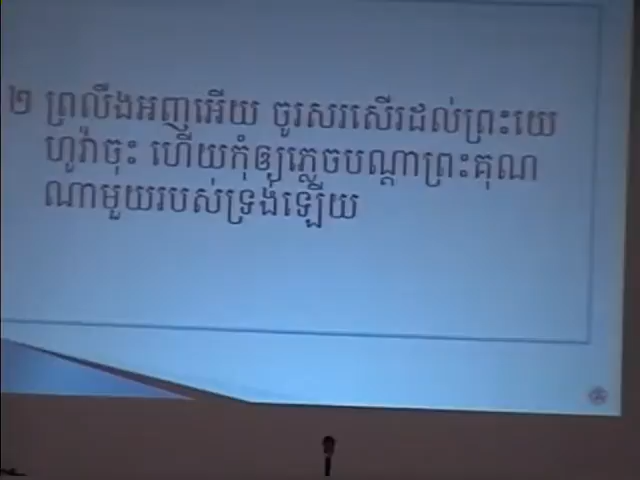 ២ ព្រលឹងអញអើយ ចូរសរសើរដល់ព្រះយេ
ហូវ៉ាចុះ ហើយកុំឲ្យភ្លេចបណ្តាព្រះគុណ
ណាមួយរបស់ទ្រង់ឡើយ